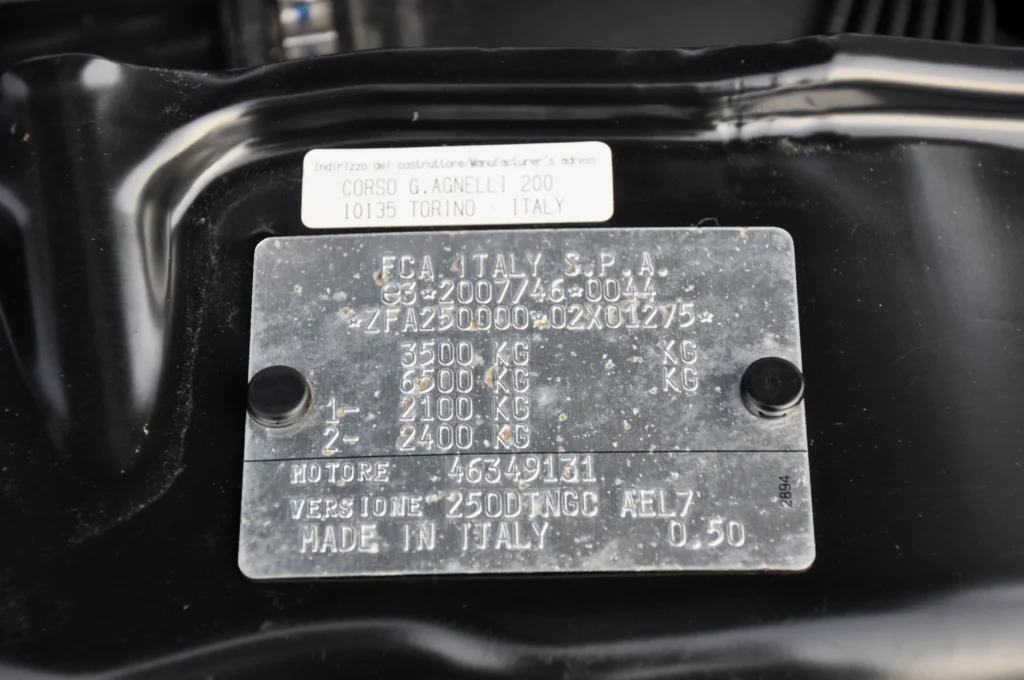 Indirizzo del costruttore/Manufacturer's adress
CORSO G.AGNELLI 200
10135 TORINO - ITALY
FCA ITALY S.P.A.
e3*2007746*0044
*ZFA250000*02X01275*
3500 KG KG
6500 KG KG
1- 2100 KG
2- 2400 KG
MOTORE 46349131
VERSIONE 250DTNGC AEL7
MADE IN ITALY 0.50
2894